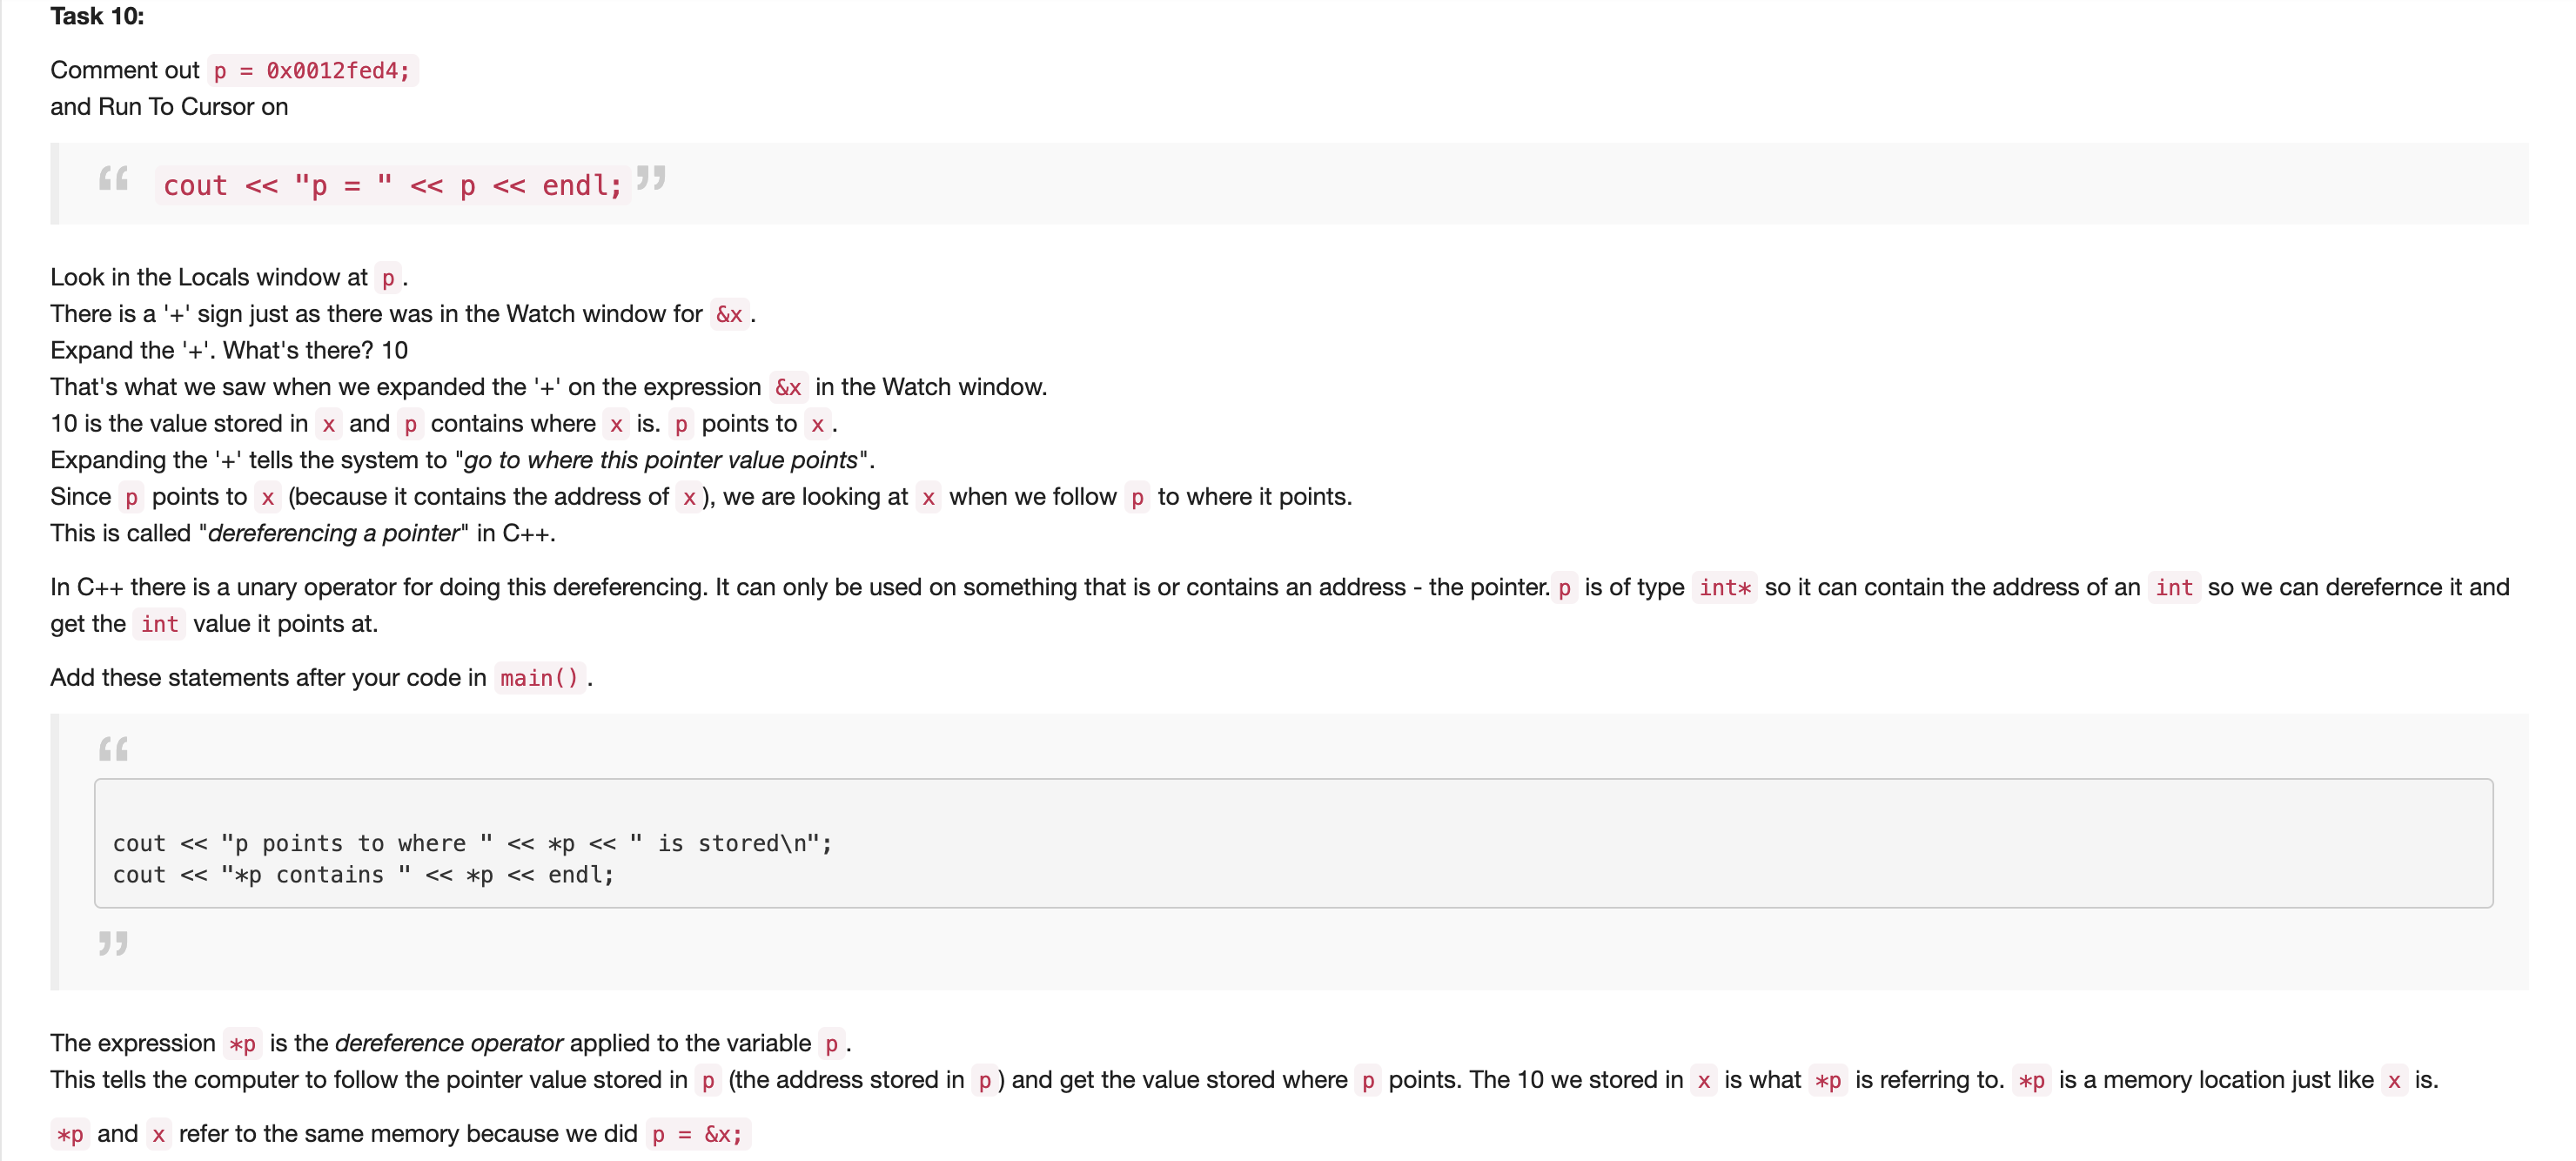 Task 10:
Comment out p = 0x0012fed4;
and Run To Cursor on
“ cout << "p = " << p << endl; ”
Look in the Locals window at p.
There is a '+' sign just as there was in the Watch window for &x.
Expand the '+'. What's there? 10
That's what we saw when we expanded the '+' on the expression &x in the Watch window.
10 is the value stored in x and p contains where x is. p points to x.
Expanding the '+' tells the system to "go to where this pointer value points".
Since p points to x (because it contains the address of x), we are looking at x when we follow p to where it points.
This is called "dereferencing a pointer" in C++.
In C++ there is a unary operator for doing this dereferencing. It can only be used on something that is or contains an address - the pointer. p is of type int* so it can contain the address of an int so we can derefernce it and
get the int value it points at.
Add these statements after your code in main().
“
cout << "p points to where " << *p << " is stored\n";
cout << "*p contains " << *p << endl;
”
The expression *p is the dereference operator applied to the variable p.
This tells the computer to follow the pointer value stored in p (the address stored in p) and get the value stored where p points. The 10 we stored in x is what *p is referring to. *p is a memory location just like x is.
*p and x refer to the same memory because we did p = &x;